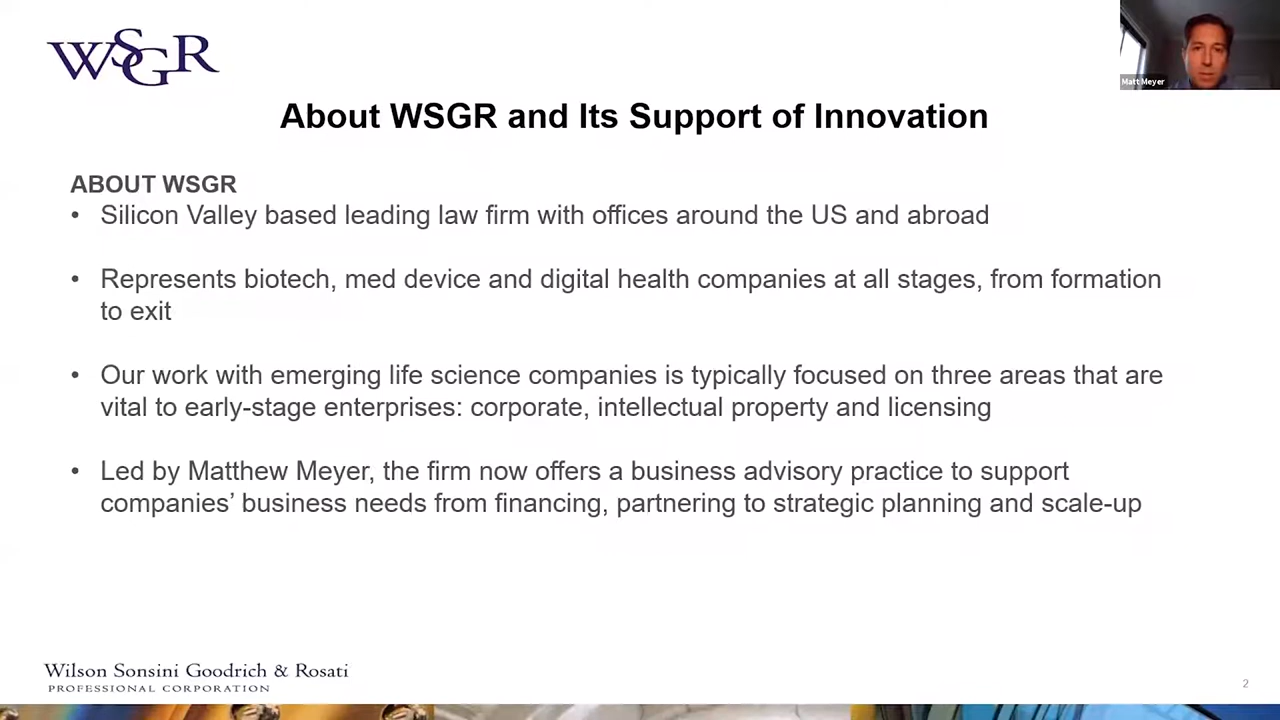 WSGR
Matt Meyer
About WSGR and Its Support of Innovation
ABOUT WSGR
• Silicon Valley based leading law firm with offices around the US and abroad
• Represents biotech, med device and digital health companies at all stages, from formation
to exit
• Our work with emerging life science companies is typically focused on three areas that are
vital to early-stage enterprises: corporate, intellectual property and licensing
• Led by Matthew Meyer, the firm now offers a business advisory practice to support
companies’ business needs from financing, partnering to strategic planning and scale-up
Wilson Sonsini Goodrich & Rosati
PROFESSIONAL CORPORATION
2